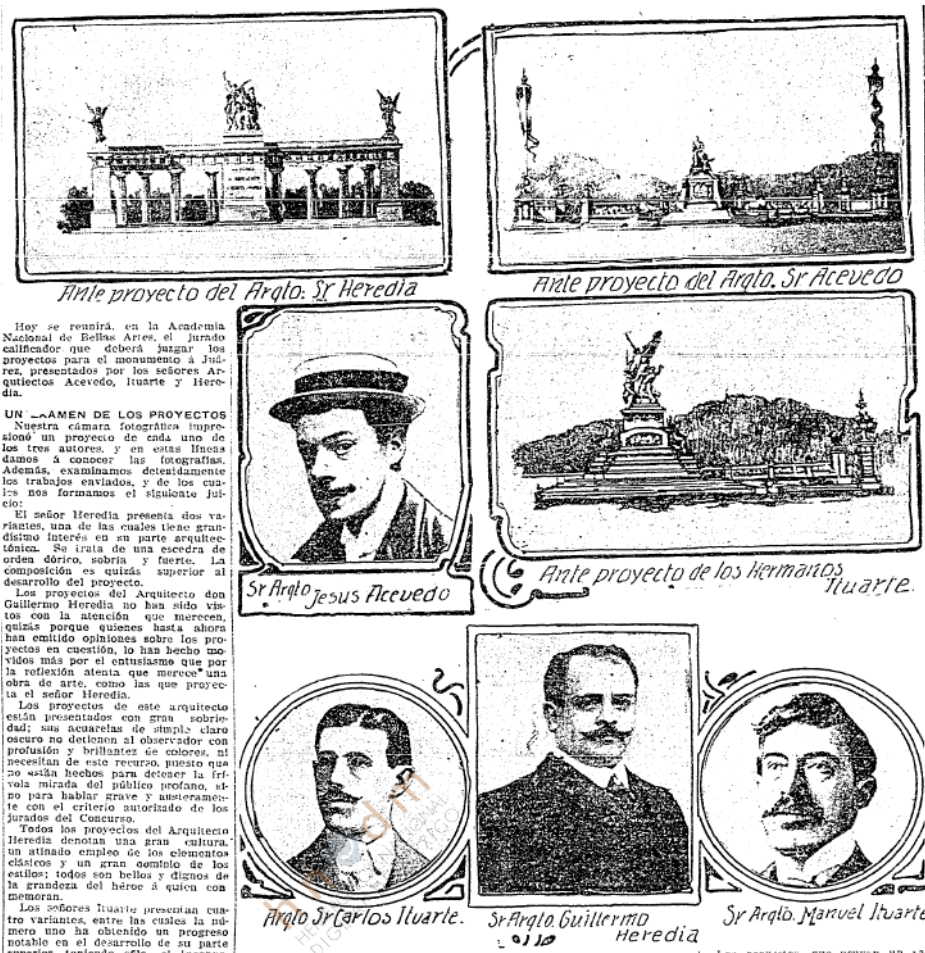 Ante proyecto del Arqto: Sr Heredia
Ante proyecto del Arqto. Sr Acevedo
Hoy se reunirá, en la Academia
Nacional de Bellas Artes, el jurado
calificador que deberá juzgar los
proyectos para el monumento á Juá-
rez, presentados por los señores Ar-
qutiectos Acevedo, Ituarte y Here-
dia.
UN EXAMEN DE LOS PROYECTOS
Nuestra cámara fotográfica impre-
sionó un proyecto de cada uno de
los tres autores, y en estas líneas
damos á conocer las fotografías.
Además, examinamos detenidamente
los trabajos enviados, y de los cua-
les nos formamos el siguiente jui-
cio:
El señor Heredia presenta dos va-
riantes, una de las cuales tiene gran-
dísimo interés en su parte arquitec-
tónica. Se trata de una escedra de
orden dórico, sobria y fuerte. La
composición es quizás superior al
desarrollo del proyecto.
Los proyectos del Arquitecto don
Guillermo Heredia no han sido vis-
tos con la atención que merecen,
quizás porque quienes hasta ahora
han emitido opiniones sobre los pro-
yectos en cuestión, lo han hecho mo-
vidos más por el entusiasmo que por
la reflexión atenta que merece una
obra de arte, como las que proyec-
ta el señor Heredia.
Los proyectos de este arquitecto
están presentados con gran sobrie-
dad; sus acuarelas de simple claro
oscuro no detienen al observador con
profusión y brillantez de colores, ni
necesitan de este recurso, puesto que
no están hechos para detener la frí-
vola mirada del público profano, si-
no para hablar grave y austeramen-
te con el criterio autorizado de los
jurados del Concurso.
Todos los proyectos del Arquitecto
Heredia denotan una gran cultura,
un atinado empleo de los elementos
clásicos y un gran dominio de los
estilos; todos son bellos y dignos de
la grandeza del héroe á quien con
memoran.
Los señores Ituarte presentan cua-
tro variantes, entre las cuales la nú-
mero uno ha obtenido un progreso
notable en el desarrollo de su parte
Sr Arqto Jesus Acevedo
Ante proyecto de los Hermanos
Ituarte.
Arqto Sr Carlos Ituarte.
Sr Arqto. Guillermo
Heredia
Sr Arqto. Manuel Ituarte
hndm